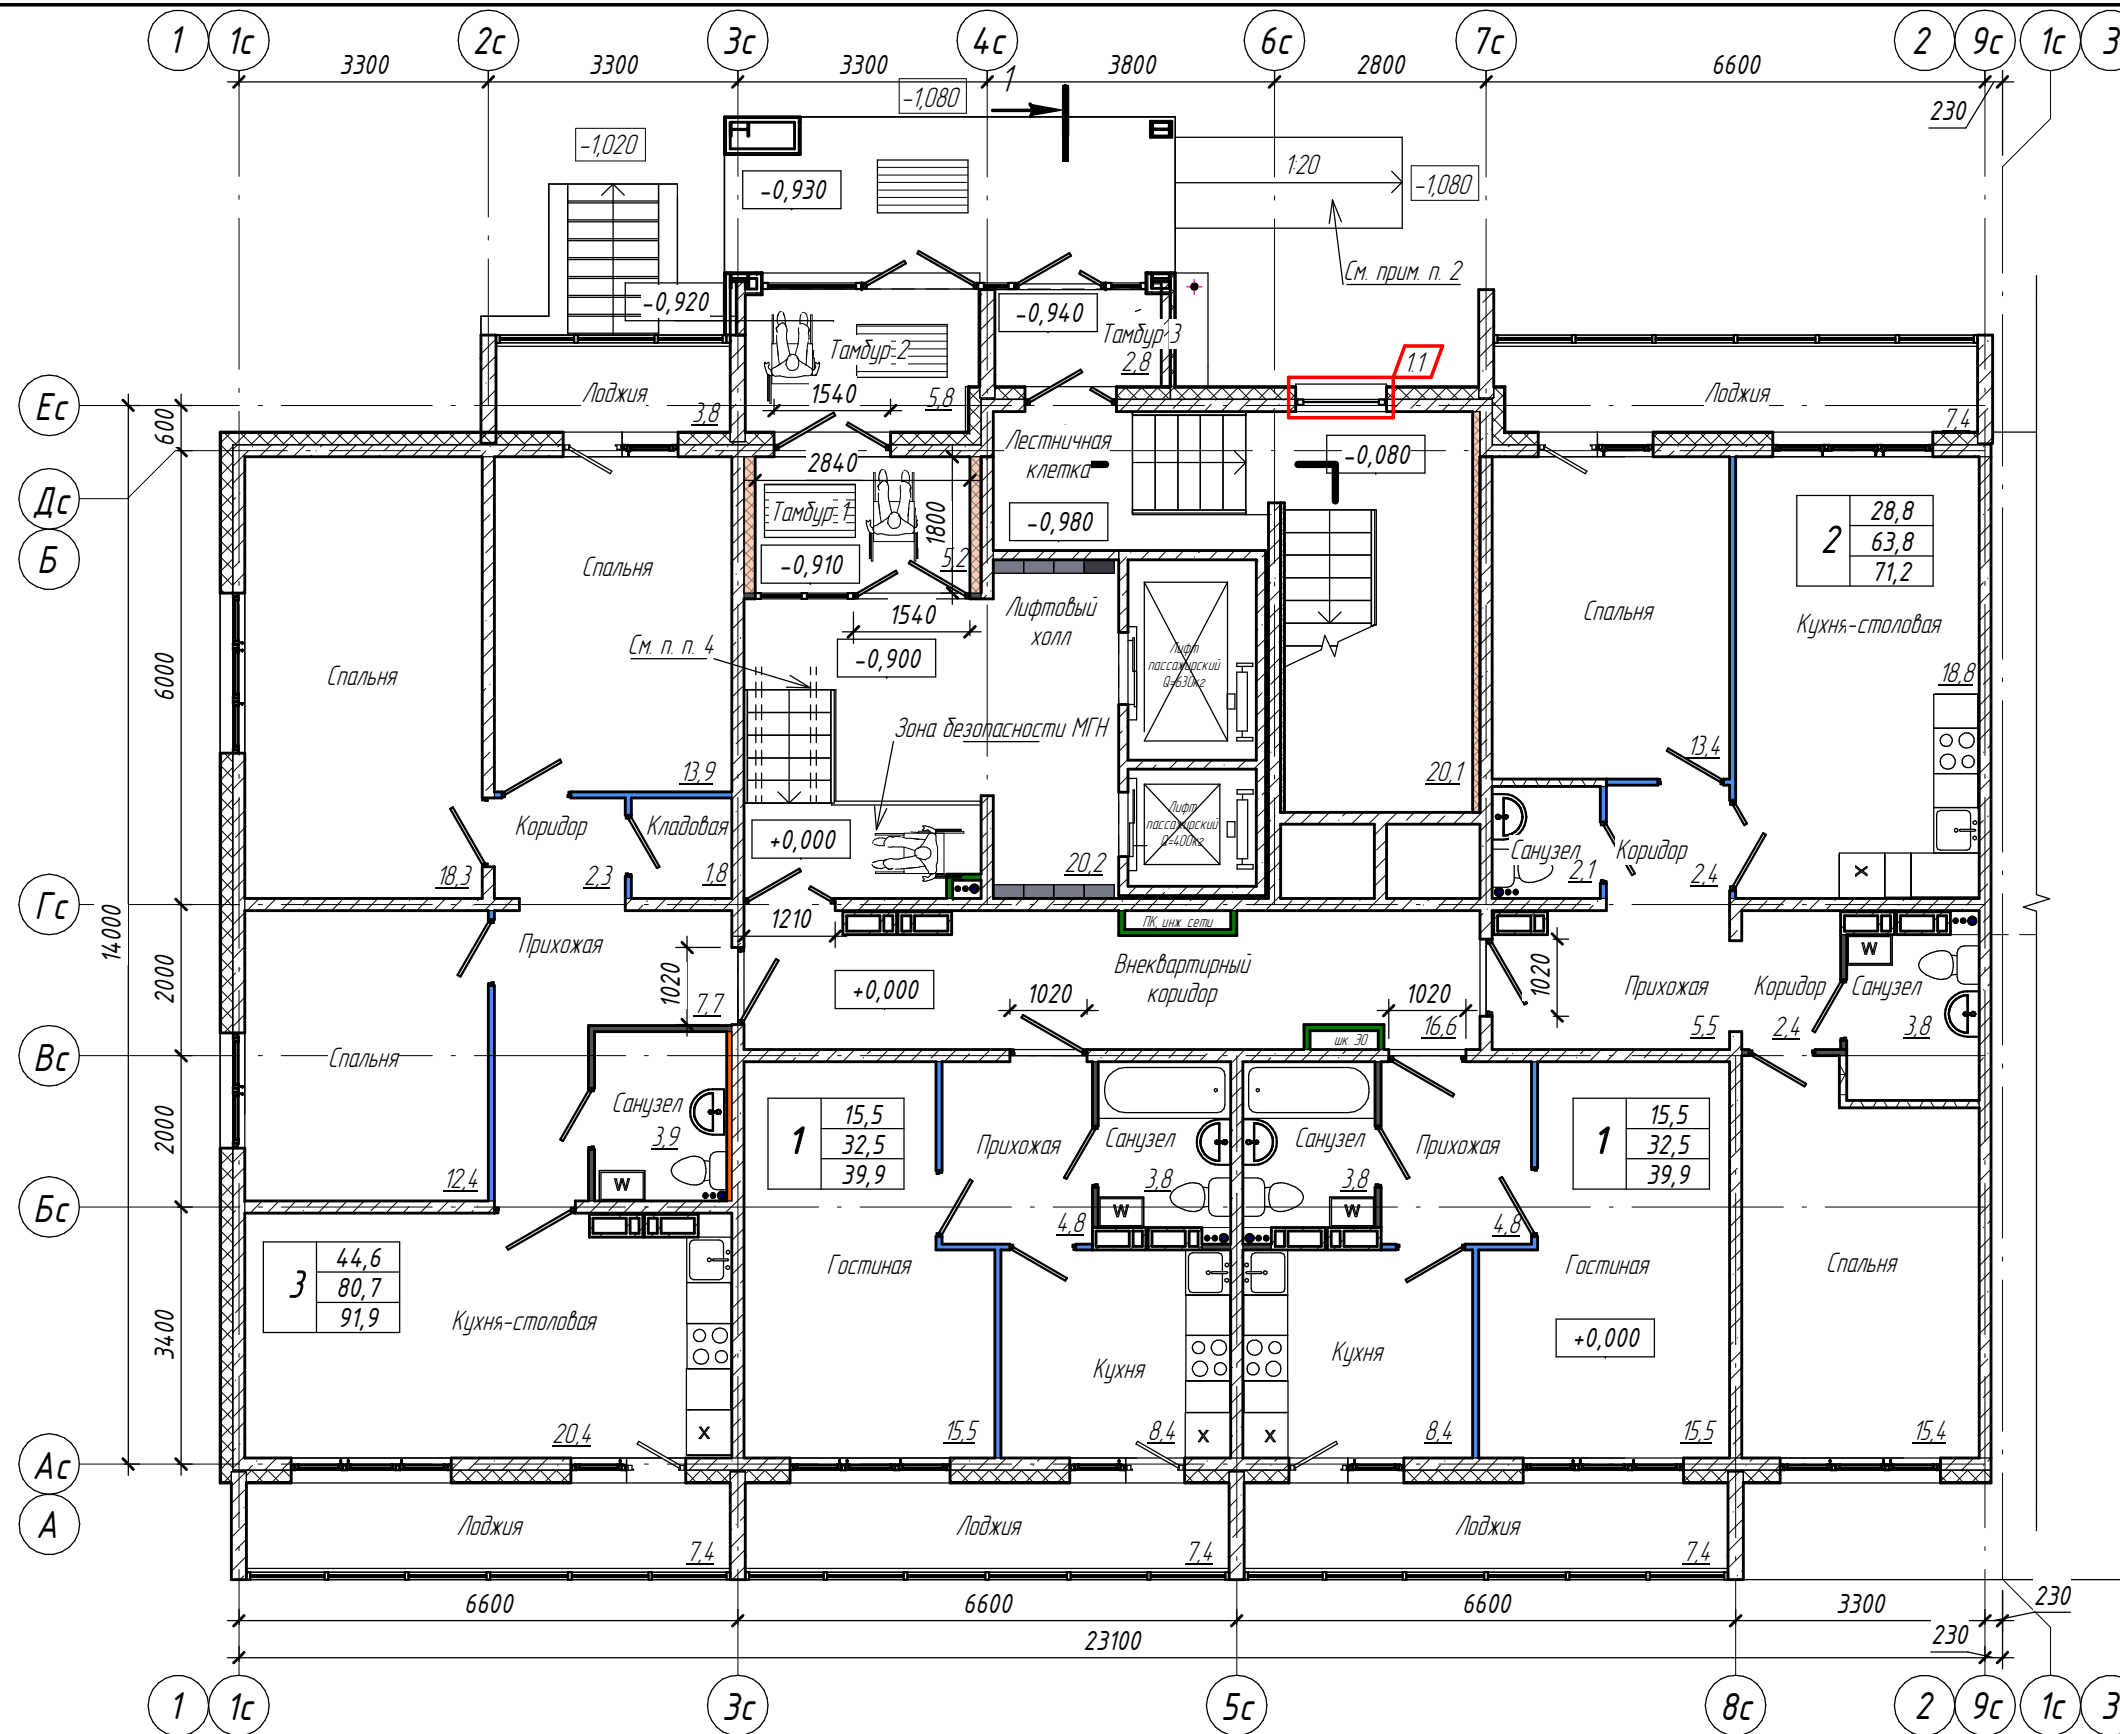 1 1с 2с 3с 4с 6с 7с 2 9с 1с 3
3300 3300 3300 3800 2800 6600
230
-1,080 1
-1,020
-0,930
1:20
-1,080
См. прим. п. 2
-0,920
-0,940
Тамбур 2
Тамбур 3
2,8
1.1
1540
5,8
Лоджия
3,8
Лоджия
7,4
Ес
600
Дс
Б
Лестничная
клетка
-0,080
2840
Тамбур 1
1800
-0,980
-0,910
5,2
2
28,8
63,8
71,2
Спальня
1540
Лифтовый
холл
Спальня
Кухня-столовая
См. п. п. 4
-0,900
6000
Спальня
Лифт
пассажирский
Q=630кг
18,8
Зона безопасности МГН
13,9
20,1
13,4
Коридор
Кладовая
+0,000
Лифт
пассажирский
Q=400кг
Санузел
Коридор
18,3
2,3
1,8
20,2
2,1
2,4
X
Гс
14000
1210
ПК, инж. сети
Прихожая
W
2000
1020
7,7
+0,000
Внеквартирный
коридор
1020
1020
16,6
1020
Прихожая
Коридор
Санузел
5,5
2,4
3,8
шк. ЭО
Вс
Спальня
2000
Санузел
3,9
1
15,5
32,5
39,9
Прихожая
Санузел
3,8
Санузел
3,8
Прихожая
1
15,5
32,5
39,9
12,4
W
W
W
Бс
4,8
4,8
3
44,6
80,7
91,9
Гостиная
Гостиная
Спальня
Кухня-столовая
3400
+0,000
Кухня
Кухня
20,4
X
15,5
8,4
X
X
8,4
15,5
15,4
Ас
А
Лоджия
7,4
Лоджия
7,4
Лоджия
7,4
6600 6600 6600 3300 230
23100 230
1 1с 3с 5с 8с 2 9с 1с 3